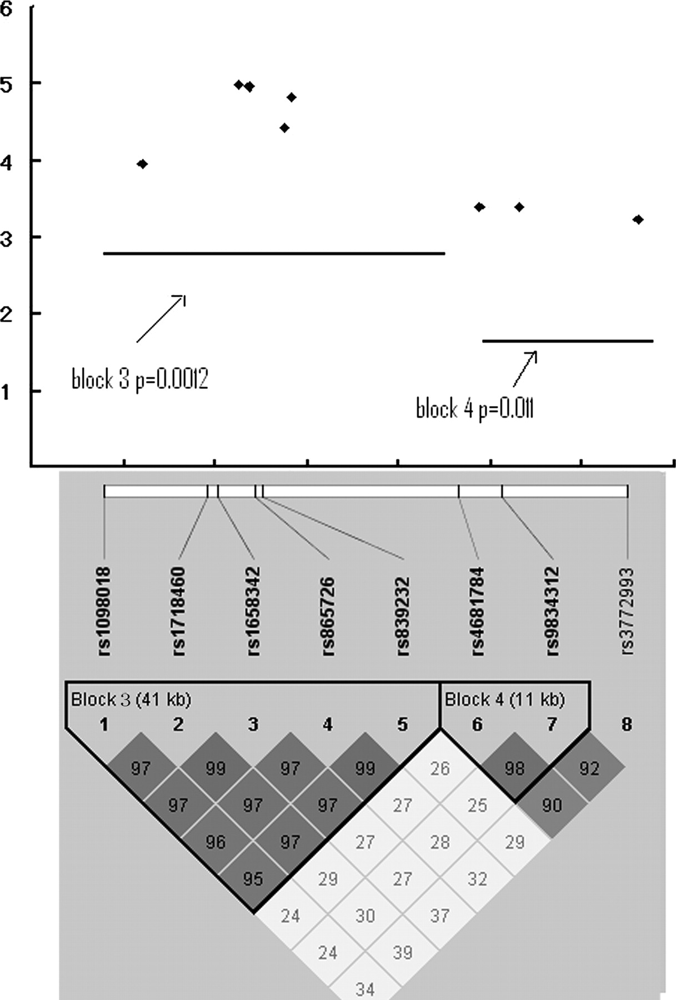 6
5
4
3
2
1
block 3 p=0.0012
block 4 p=0.011
rs1098018 rs1718460 rs1658342 rs865726 rs839232 rs4681784 rs9834312 rs3772993
Block 3 (41 kb) Block 4 (11 kb)
1 2 3 4 5 6 7 8
97 99 97 99 26 98 92
97 97 97 27 25 90
96 97 27 28 29
95 29 27 32
24 30 37
24 39
34